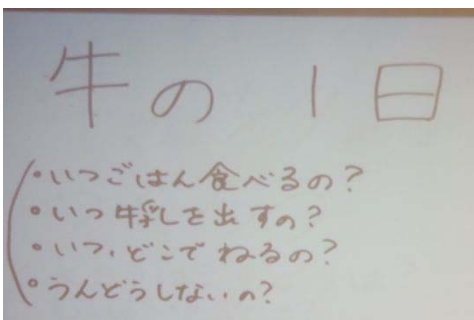 牛の1日
・いつごはん食べるの?
・いつ牛乳を出すの?
・いつ、どこでねるの?
・うんどうしないの?